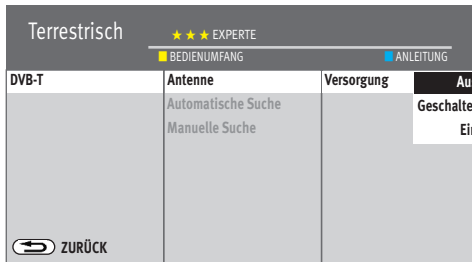 Terrestrisch
★ ★ ★ EXPERTE
BEDIENUMFANG
ANLEITUNG
DVB-T
Antenne
Versorgung
Automatische Suche
Manuelle Suche
ZURÜCK